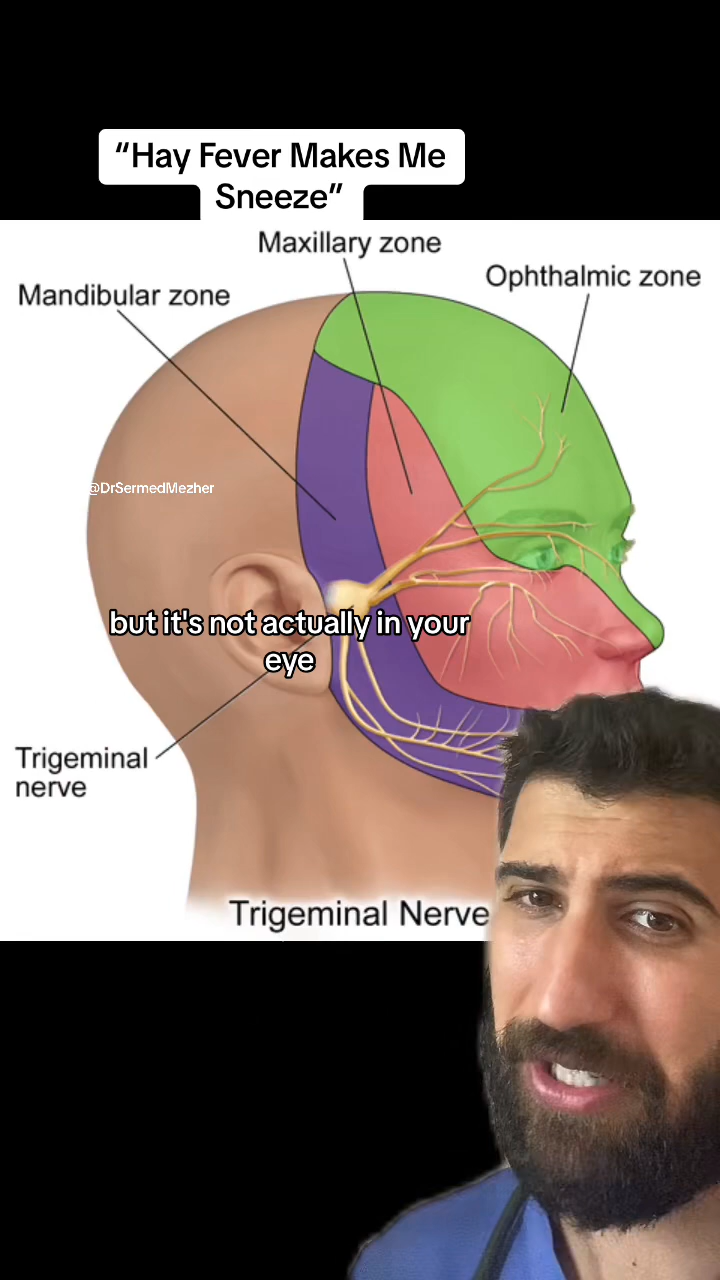 “Hay Fever Makes Me
Sneeze”
Maxillary zone
Ophthalmic zone
Mandibular zone
@DrSermedMezher
but it's not actually in your
eye
Trigeminal
nerve
Trigeminal Nerve